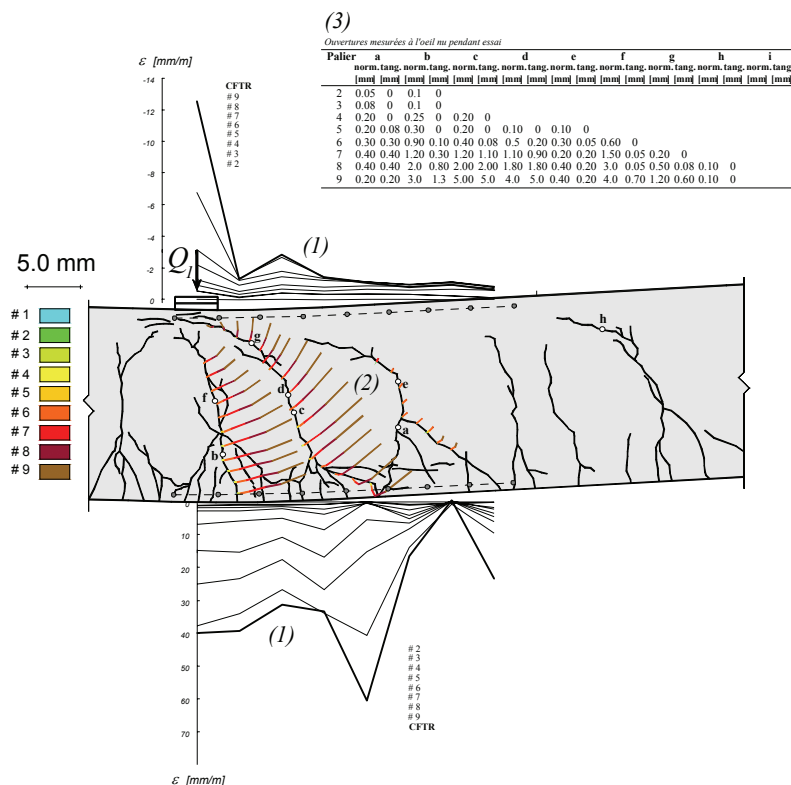 (3)
Ouvertures mesurées à l'oeil nu pendant essai
Palier a b c d e f g h i
norm. tang. norm. tang. norm. tang. norm. tang. norm. tang. norm. tang. norm. tang. norm. tang. norm. tang.
[mm] [mm] [mm] [mm] [mm] [mm] [mm] [mm] [mm] [mm] [mm] [mm] [mm] [mm] [mm] [mm] [mm] [mm]
2 0.05 0 0.1 0
3 0.08 0 0.1 0
4 0.20 0 0.25 0 0.20 0
5 0.20 0.08 0.30 0 0.20 0 0.10 0 0.10 0
6 0.30 0.30 0.90 0.10 0.40 0.08 0.5 0.20 0.30 0.05 0.60 0
7 0.40 0.40 1.20 0.30 1.20 1.10 1.10 0.90 0.20 0.20 1.50 0.05 0.20 0
8 0.40 0.40 2.0 0.80 2.00 2.00 1.80 1.80 0.40 0.20 3.0 0.05 0.50 0.08 0.10 0
9 0.20 0.20 3.0 1.3 5.00 5.0 4.0 5.0 0.40 0.20 4.0 0.70 1.20 0.60 0.10 0
ε [mm/m]
-14
-12
-10
-8
-6
-4
-2
0
CFTR
# 9
# 8
# 7
# 6
# 5
# 4
# 3
# 2
(1)
Q1
5.0 mm
# 1
# 2
# 3
# 4
# 5
# 6
# 7
# 8
# 9
g
h
(2)
e
d
f
c
a
b
0
10
20
30
40
50
60
70
(1)
# 2
# 3
# 4
# 5
# 6
# 7
# 8
# 9
CFTR
ε [mm/m]